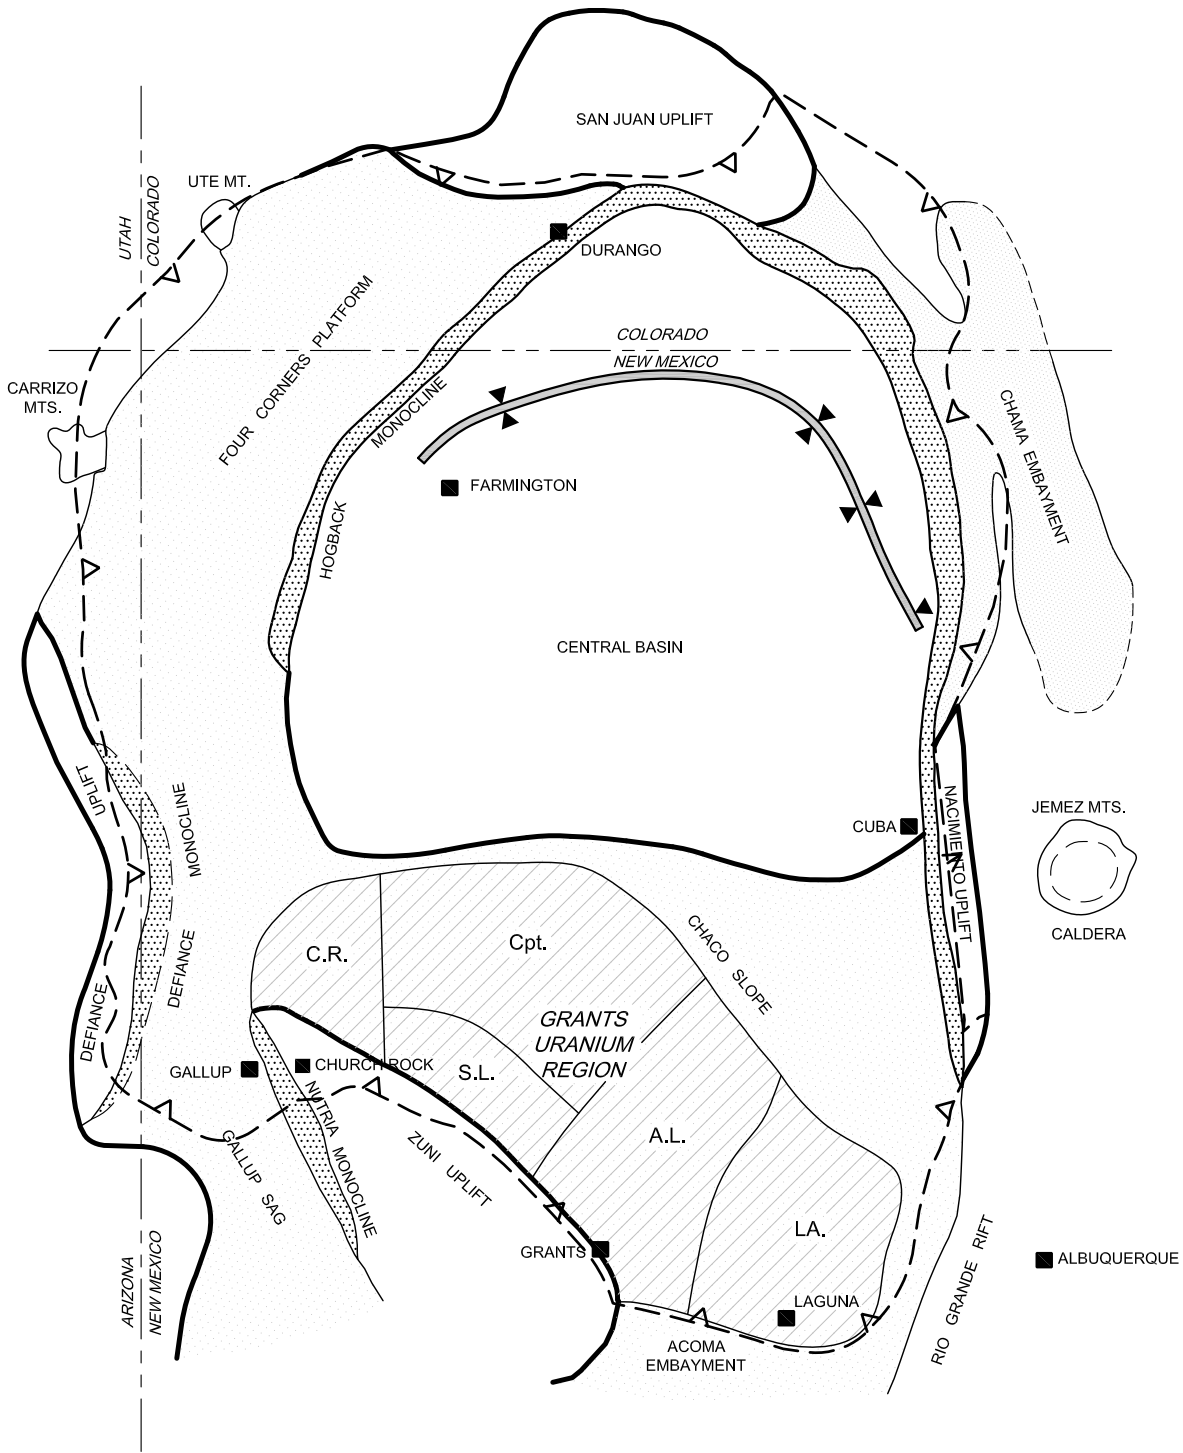 SAN JUAN UPLIFT
UTE MT.
UTAH
COLORADO
DURANGO
FOUR CORNERS PLATFORM
COLORADO
NEW MEXICO
CARRIZO
MTS.
MONOCLINE
HOGBACK
FARMINGTON
CHAMA EMBAYMENT
CENTRAL BASIN
UPLIFT
DEFIANCE
MONOCLINE
DEFIANCE
CUBA
NACIMIENTO UPLIFT
JEMEZ MTS.
CALDERA
CHACO SLOPE
C.R.
Cpt.
GRANTS
URANIUM
REGION
S.L.
A.L.
LA.
GALLUP
CHURCH ROCK
NUTRIA MONOCLINE
GALLUP SAG
ZUNI UPLIFT
GRANTS
LAGUNA
ACOMA
EMBAYMENT
RIO GRANDE RIFT
ALBUQUERQUE
ARIZONA
NEW MEXICO